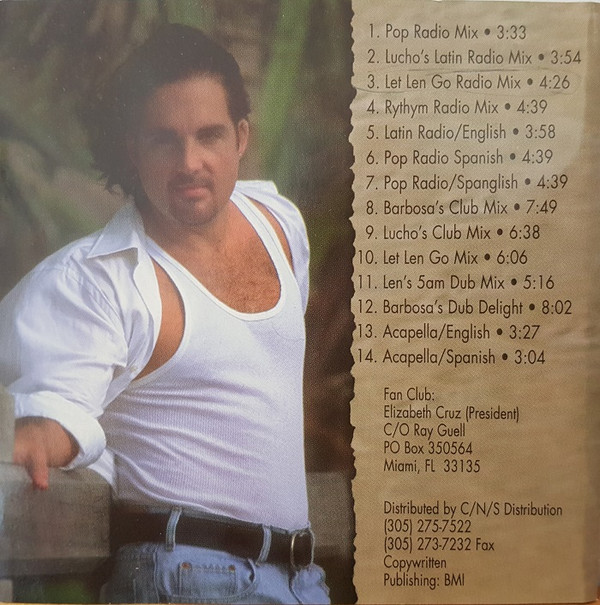 1. Pop Radio Mix • 3:33
2. Lucho's Latin Radio Mix • 3:54
3. Let Len Go Radio Mix • 4:26
4. Rythym Radio Mix • 4:39
5. Latin Radio/English • 3:58
6. Pop Radio Spanish • 4:39
7. Pop Radio/Spanglish • 4:39
8. Barbosa's Club Mix • 7:49
9. Lucho's Club Mix • 6:38
10. Let Len Go Mix • 6:06
11. Len's 5am Dub Mix • 5:16
12. Barbosa's Dub Delight • 8:02
13. Acapella/English • 3:27
14. Acapella/Spanish • 3:04
Fan Club:
Elizabeth Cruz (President)
C/O Ray Guell
PO Box 350564
Miami, FL 33135
Distributed by C/N/S Distribution
(305) 275-7522
(305) 273-7232 Fax
Copywritten
Publishing: BMI